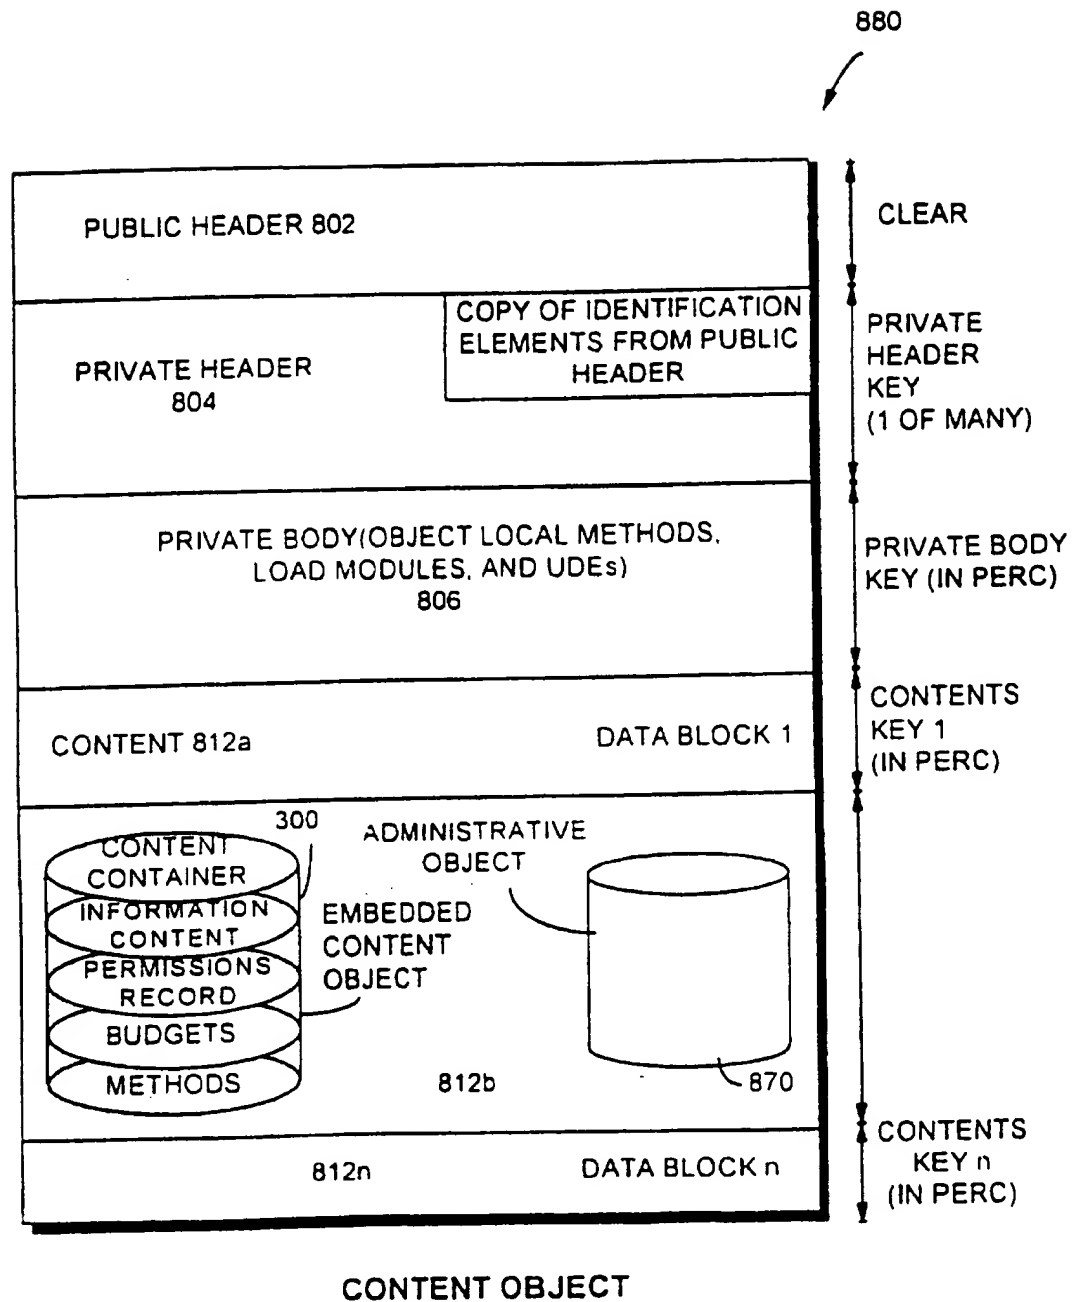 880
PUBLIC HEADER 802
CLEAR
COPY OF IDENTIFICATION
ELEMENTS FROM PUBLIC
HEADER
PRIVATE HEADER
804
PRIVATE
HEADER
KEY
(1 OF MANY)
PRIVATE BODY(OBJECT LOCAL METHODS,
LOAD MODULES, AND UDEs)
806
PRIVATE BODY
KEY (IN PERC)
CONTENT 812a
DATA BLOCK 1
CONTENTS
KEY 1
(IN PERC)
300
CONTENT
CONTAINER
INFORMATION
CONTENT
PERMISSIONS
RECORD
BUDGETS
METHODS
EMBEDDED
CONTENT
OBJECT
ADMINISTRATIVE
OBJECT
812b
870
812n
DATA BLOCK n
CONTENTS
KEY n
(IN PERC)
CONTENT OBJECT